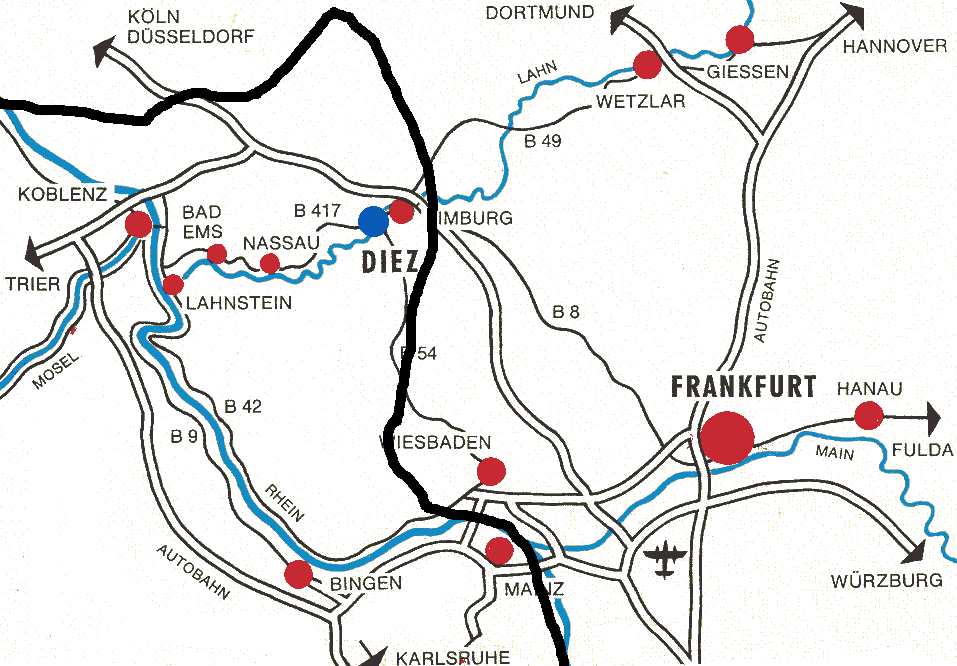 KÖLN
DÜSSELDORF
DORTMUND
HANNOVER
LAHN
GIESSEN
WETZLAR
B 49
KOBLENZ
BAD
EMS
B 417
IMBURG
NASSAU
DIEZ
TRIER
LAHNSTEIN
B 8
AUTOBAHN
54
MOSEL
FRANKFURT
HANAU
B 42
B 9
WIESBADEN
MAIN
FULDA
RHEIN
AUTOBAHN
BINGEN
MAINZ
WÜRZBURG
KARLSRUHE